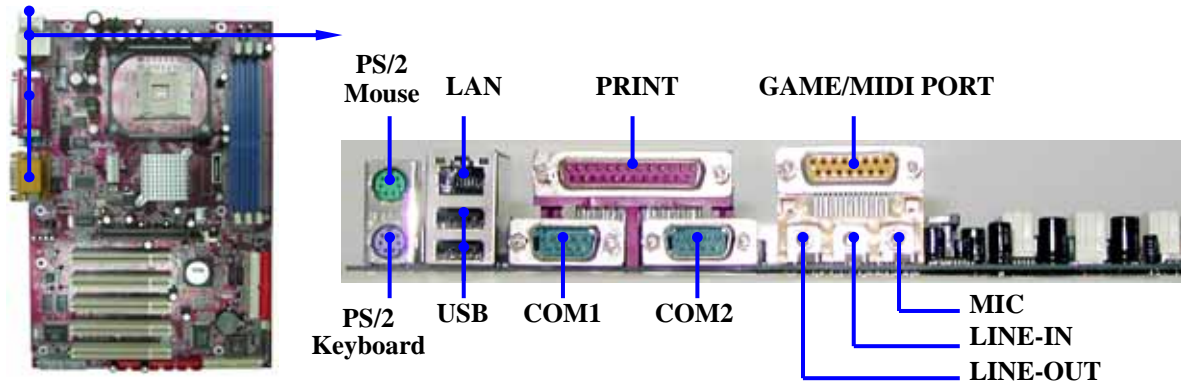 PS/2
Mouse
LAN
PRINT
GAME/MIDI PORT
PS/2
Keyboard
USB
COM1
COM2
MIC
LINE-IN
LINE-OUT